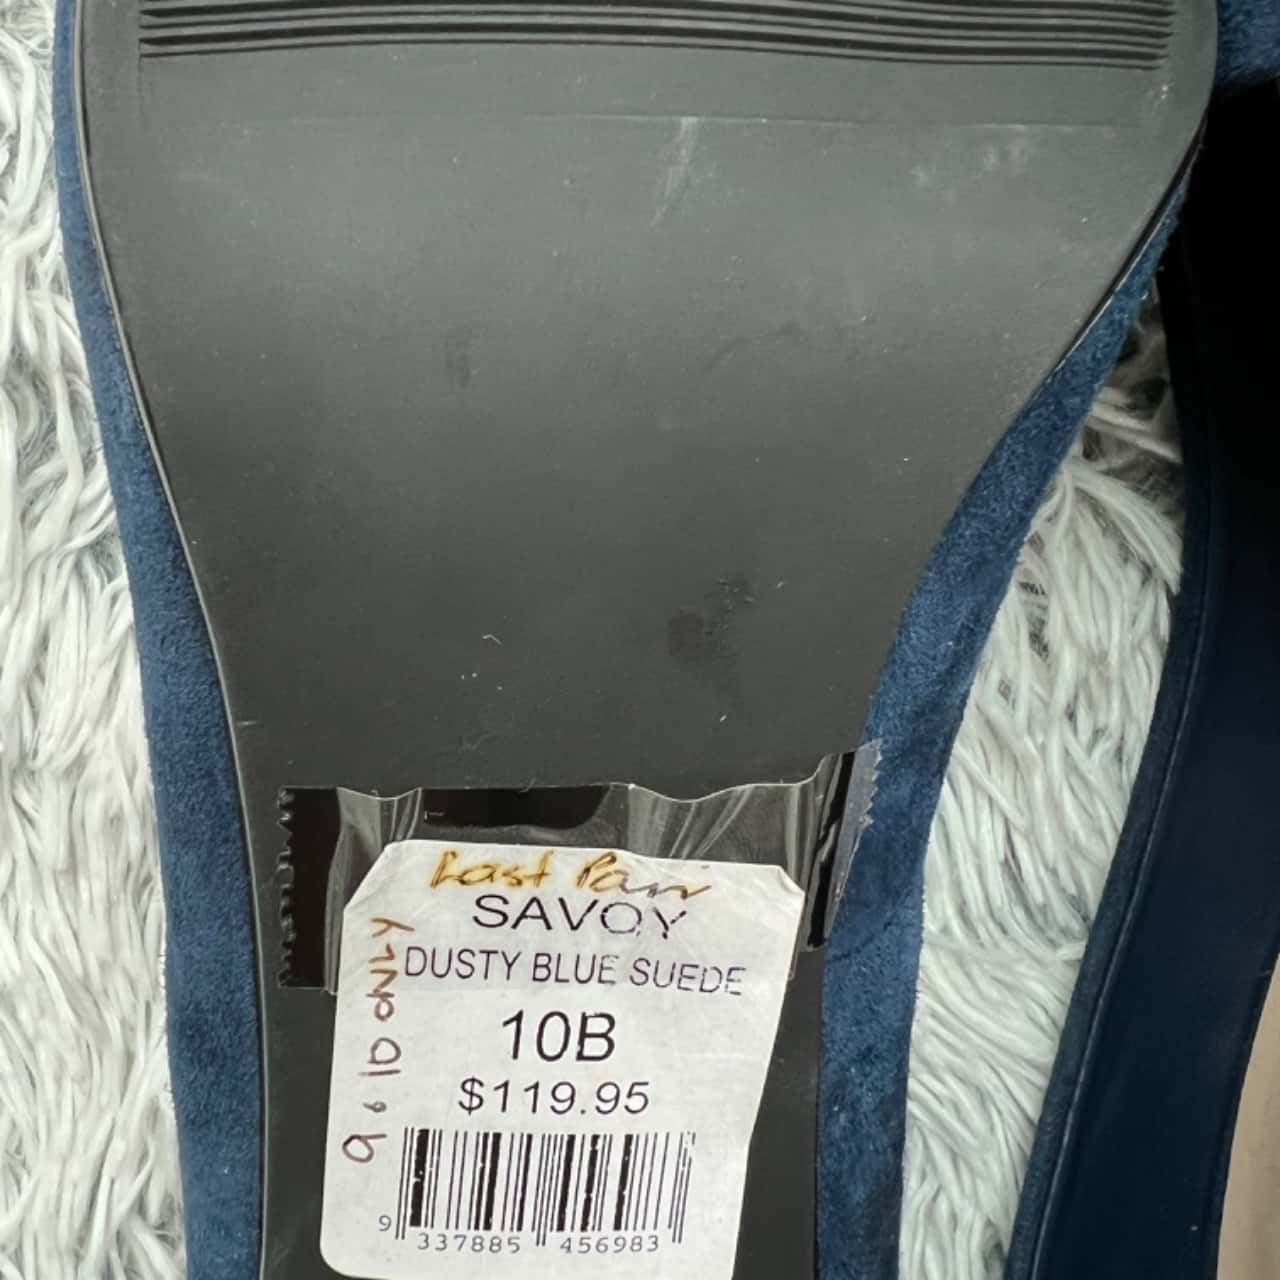 Last Pair
SAVOY
DUSTY BLUE SUEDE
10B
$119.95
9 337885 456983
9, 10 ONLY